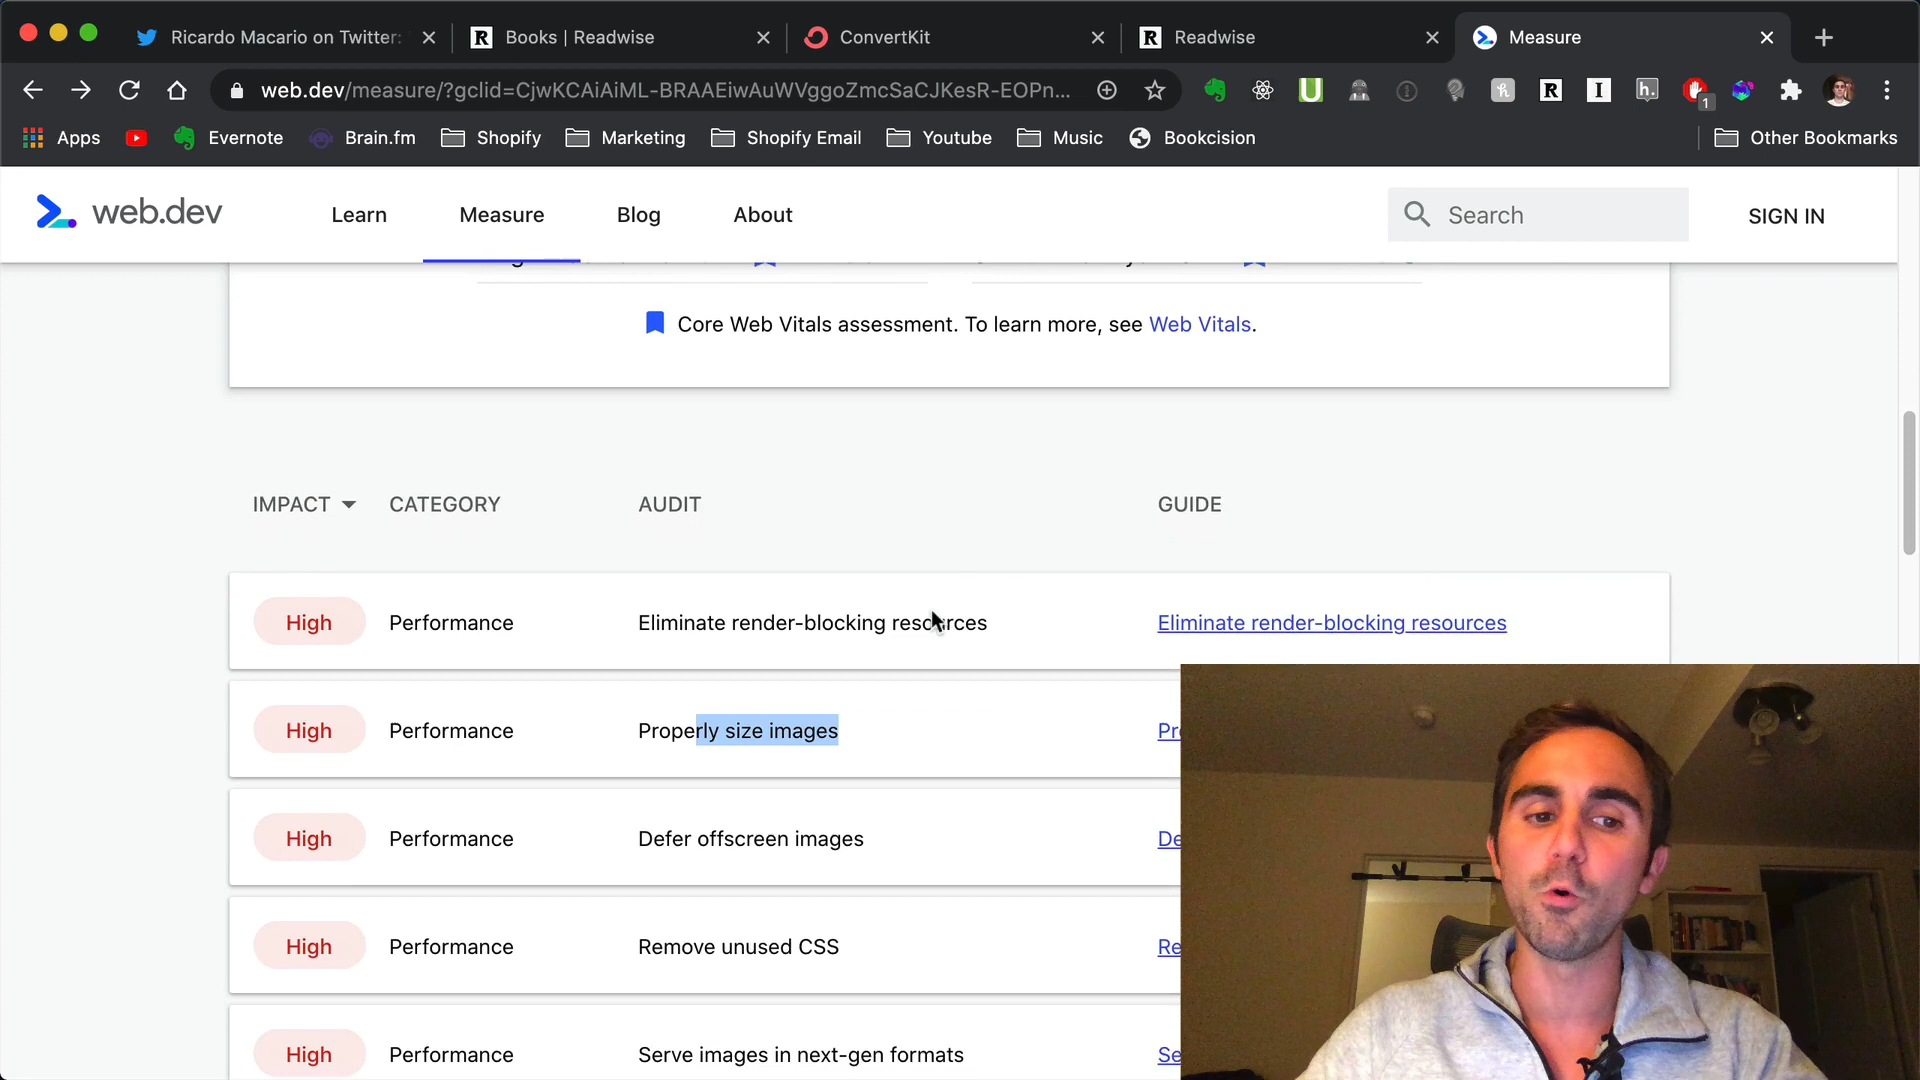 Ricardo Macario on Twitter:
Books | Readwise
ConvertKit
Readwise
Measure
web.dev/measure/?gclid=CjwKCAiAiML-BRAAEiwAuWVggoZmcSaCJKesR-EOPn...
1
Apps
Evernote
Brain.fm
Shopify
Marketing
Shopify Email
Youtube
Music
Bookcision
Other Bookmarks
web.dev
Learn
Measure
Blog
About
Search
SIGN IN
Core Web Vitals assessment. To learn more, see Web Vitals.
IMPACT
CATEGORY
AUDIT
GUIDE
High
Performance
Eliminate render-blocking resources
Eliminate render-blocking resources
High
Performance
Properly size images
High
Performance
Defer offscreen images
High
Performance
Remove unused CSS
High
Performance
Serve images in next-gen formats